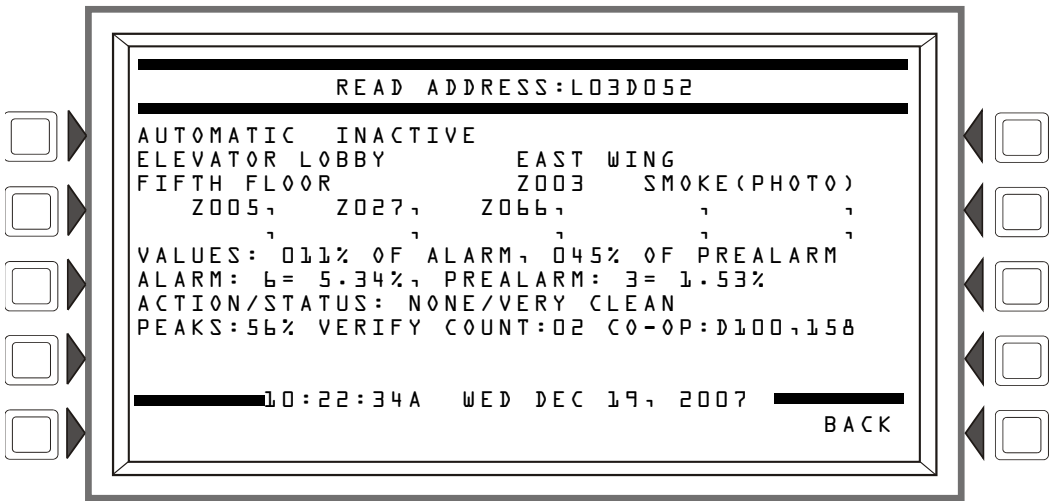 READ ADDRESS:L03D052
AUTOMATIC INACTIVE
ELEVATOR LOBBY EAST WING
FIFTH FLOOR Z003 SMOKE(PHOTO)
Z005, Z027, Z066, , ,
, , , , ,
VALUES: 011% OF ALARM, 045% OF PREALARM
ALARM: 6= 5.34%, PREALARM: 3= 1.53%
ACTION/STATUS: NONE/VERY CLEAN
PEAKS:56% VERIFY COUNT:02 CO-OP:D100,158
10:22:34A WED DEC 19, 2007
BACK